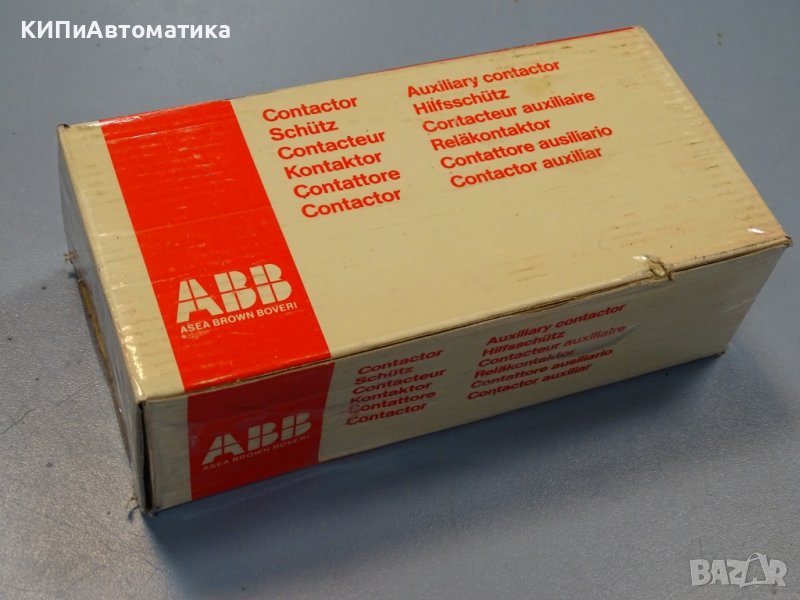 КИПиАвтоматика
Contactor
Schütz
Contacteur
Kontaktor
Contattore
Contactor
Auxiliary contactor
Hilfsschütz
Contacteur auxiliaire
Reläkontaktor
Contattore ausiliario
Contactor auxiliar
ABB
ASEA BROWN BOVERI
Contactor
Schütz
Contacteur
Kontaktor
Contattore
Contactor
Auxiliary contactor
Hilfsschütz
Contacteur auxiliaire
Reläkontaktor
Contattore ausiliario
Contactor auxiliar
ABB
ASEA BROWN BOVERI
BAZAR